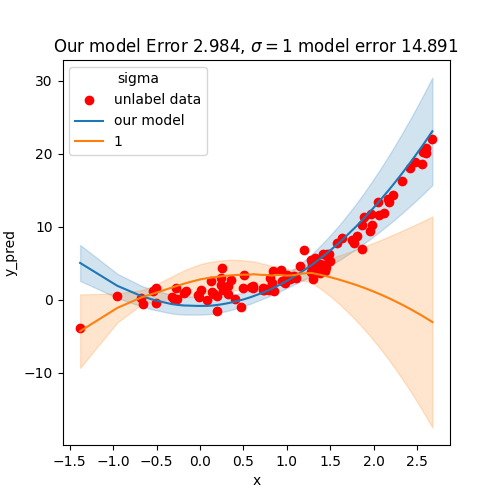 Our model Error 2.984, σ = 1 model error 14.891
sigma
unlabel data
our model
1
30
20
10
0
−10
y_pred
−1.5 −1.0 −0.5 0.0 0.5 1.0 1.5 2.0 2.5
x